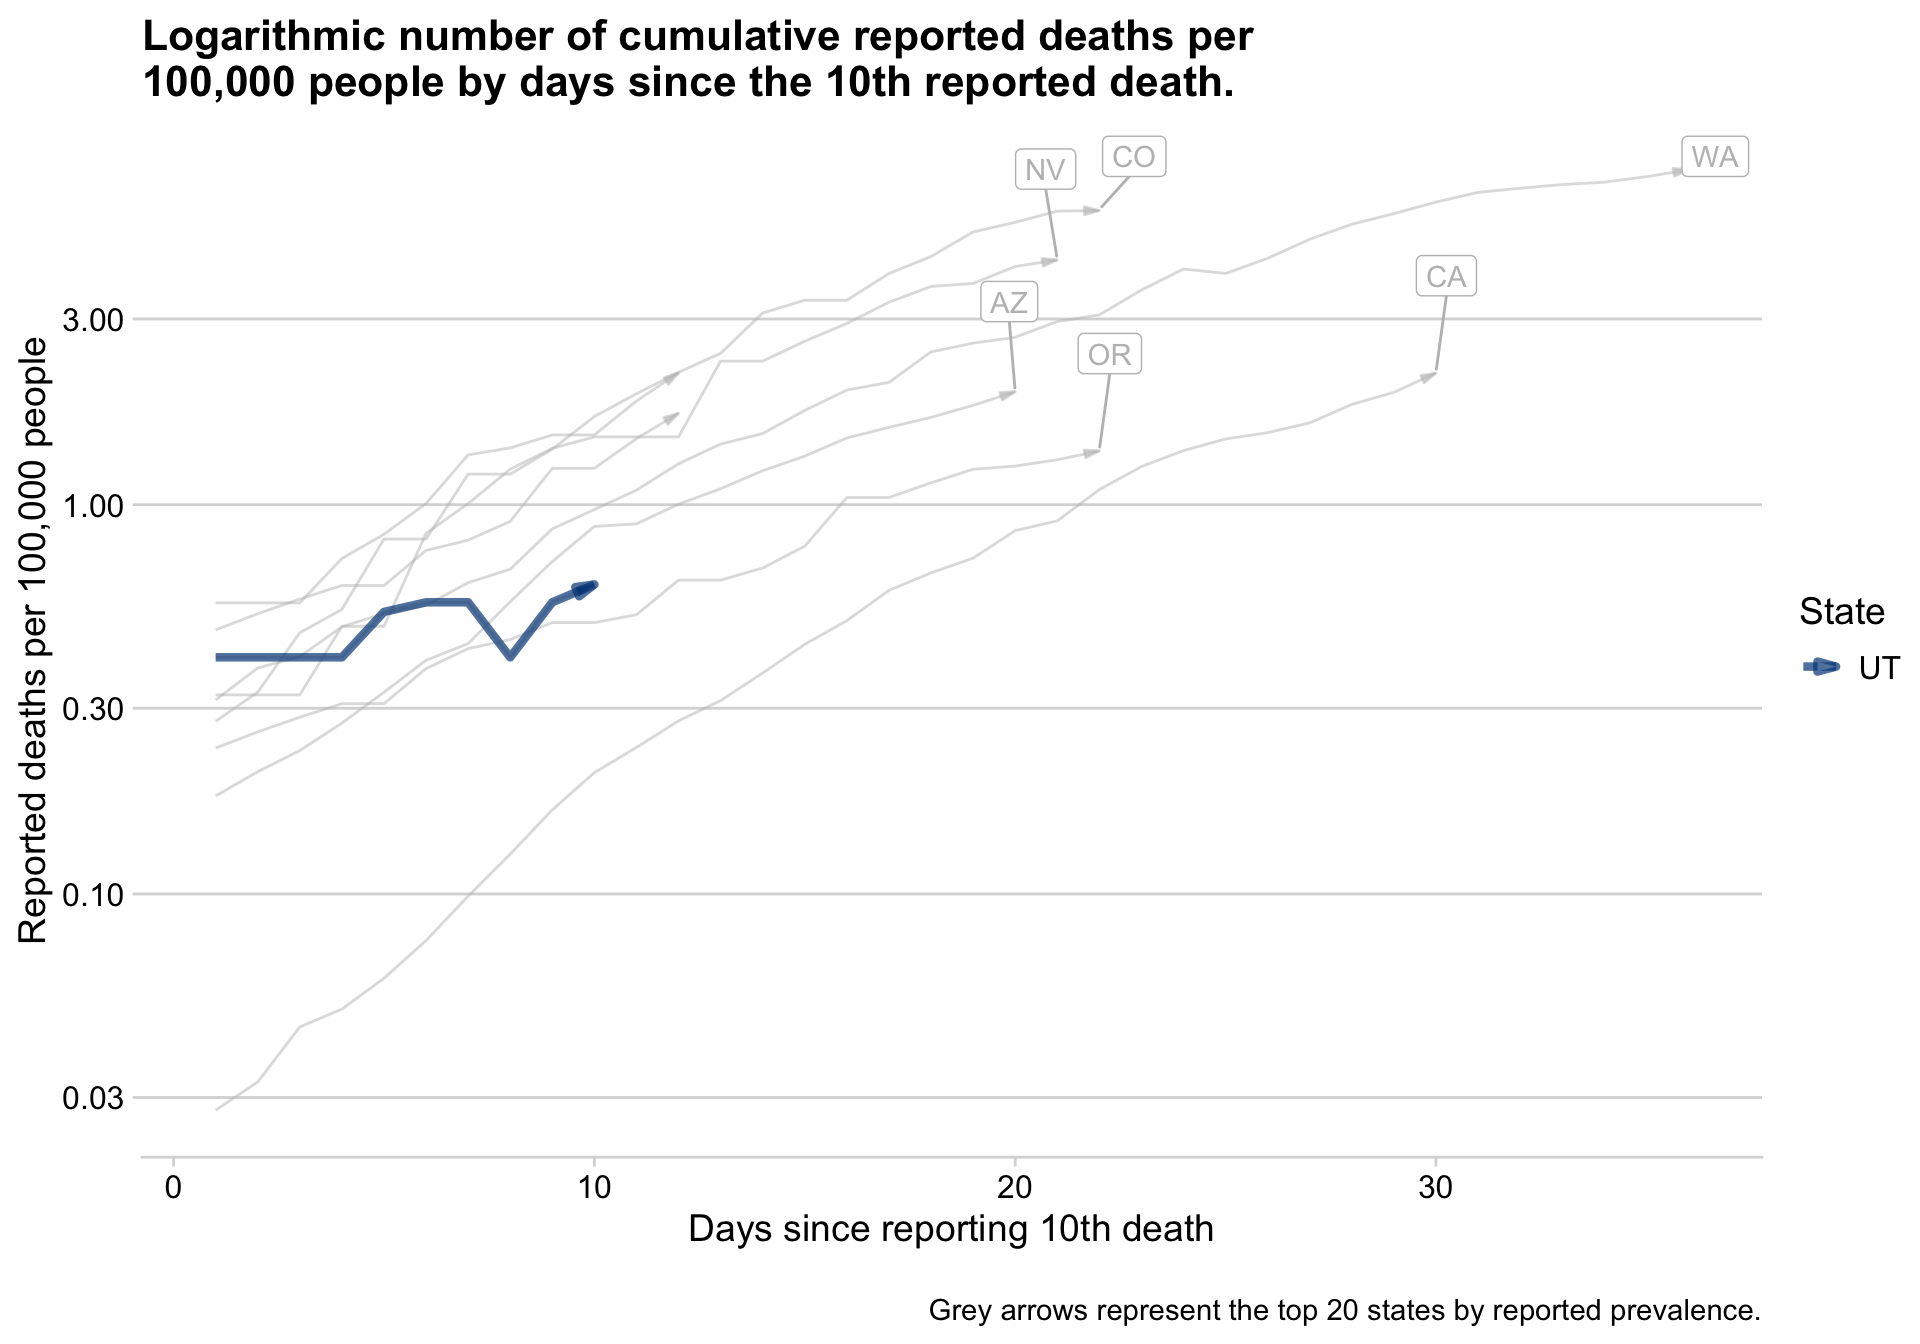 Logarithmic number of cumulative reported deaths per
100,000 people by days since the 10th reported death.
NV
CO
WA
CA
AZ
OR
3.00
1.00
0.30
0.10
0.03
Reported deaths per 100,000 people
0
10
20
30
Days since reporting 10th death
State
UT
Grey arrows represent the top 20 states by reported prevalence.